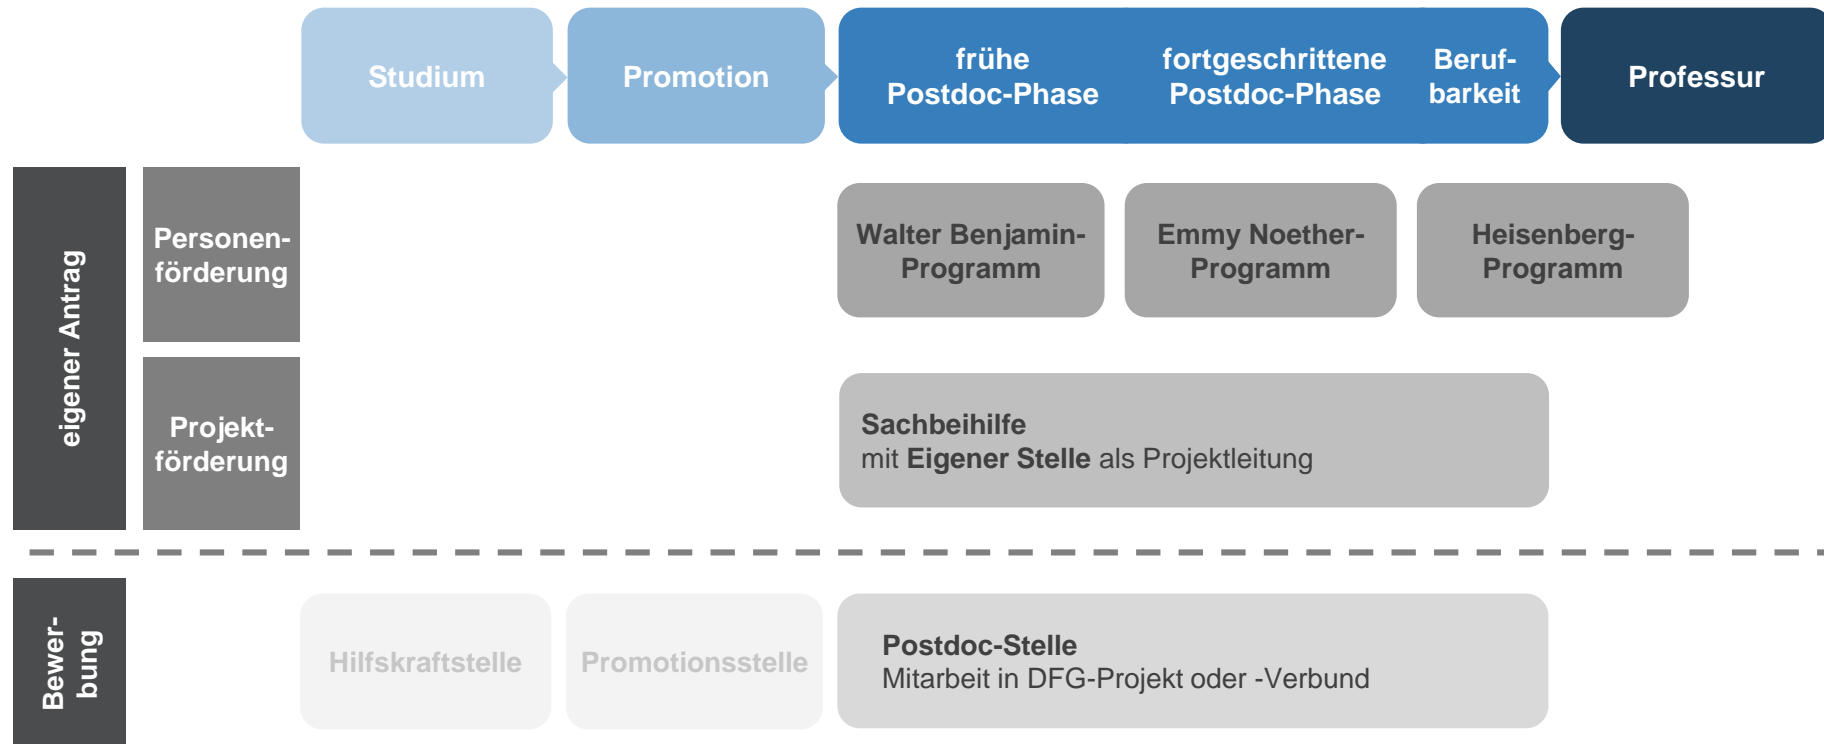 Studium
Promotion
frühe
Postdoc-Phase
fortgeschrittene
Postdoc-Phase
Beruf-
barkeit
Professur
eigener Antrag
Personen-
förderung
Walter Benjamin-
Programm
Emmy Noether-
Programm
Heisenberg-
Programm
Projekt-
förderung
Sachbeihilfe
mit Eigener Stelle als Projektleitung
Bewer-
bung
Hilfskraftstelle
Promotionsstelle
Postdoc-Stelle
Mitarbeit in DFG-Projekt oder -Verbund